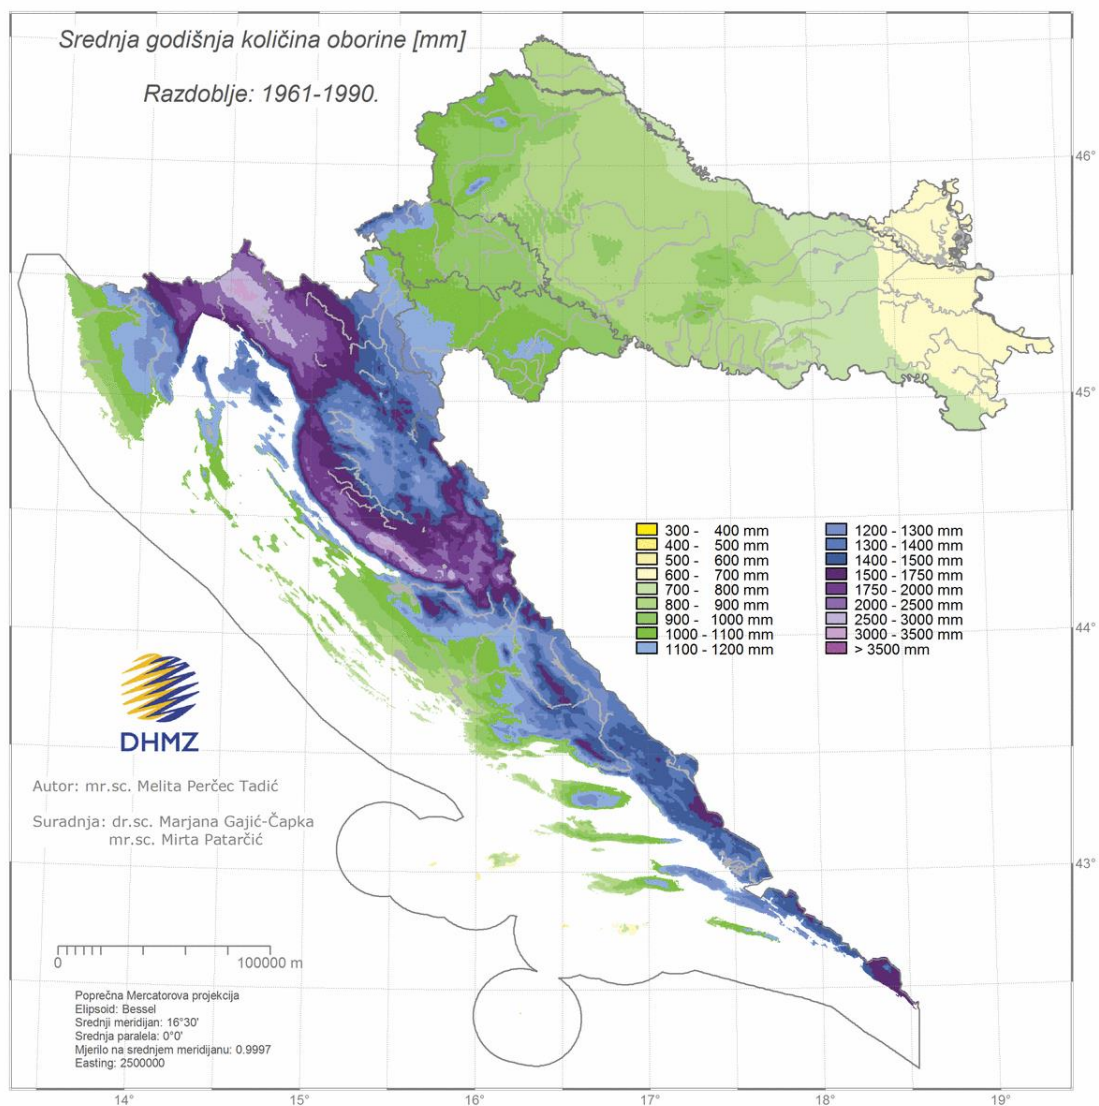 Srednja godišnja količina oborine [mm]
Razdoblje: 1961-1990.
46°
45°
300 - 400 mm
400 - 500 mm
500 - 600 mm
600 - 700 mm
700 - 800 mm
800 - 900 mm
900 - 1000 mm
1000 - 1100 mm
1100 - 1200 mm
1200 - 1300 mm
1300 - 1400 mm
1400 - 1500 mm
1500 - 1750 mm
1750 - 2000 mm
2000 - 2500 mm
2500 - 3000 mm
3000 - 3500 mm
> 3500 mm
44°
DHMZ
Autor: mr.sc. Melita Perčec Tadić
Suradnja: dr.sc. Marjana Gajić-Čapka
mr.sc. Mirta Patarčić
43°
0 100000 m
Poprečna Mercatorova projekcija
Elipsoid: Bessel
Srednji meridijan: 16°30'
Srednja paralela: 0°0'
Mjerilo na srednjem meridijanu: 0.9997
Easting: 2500000
14° 15° 16° 17° 18° 19°